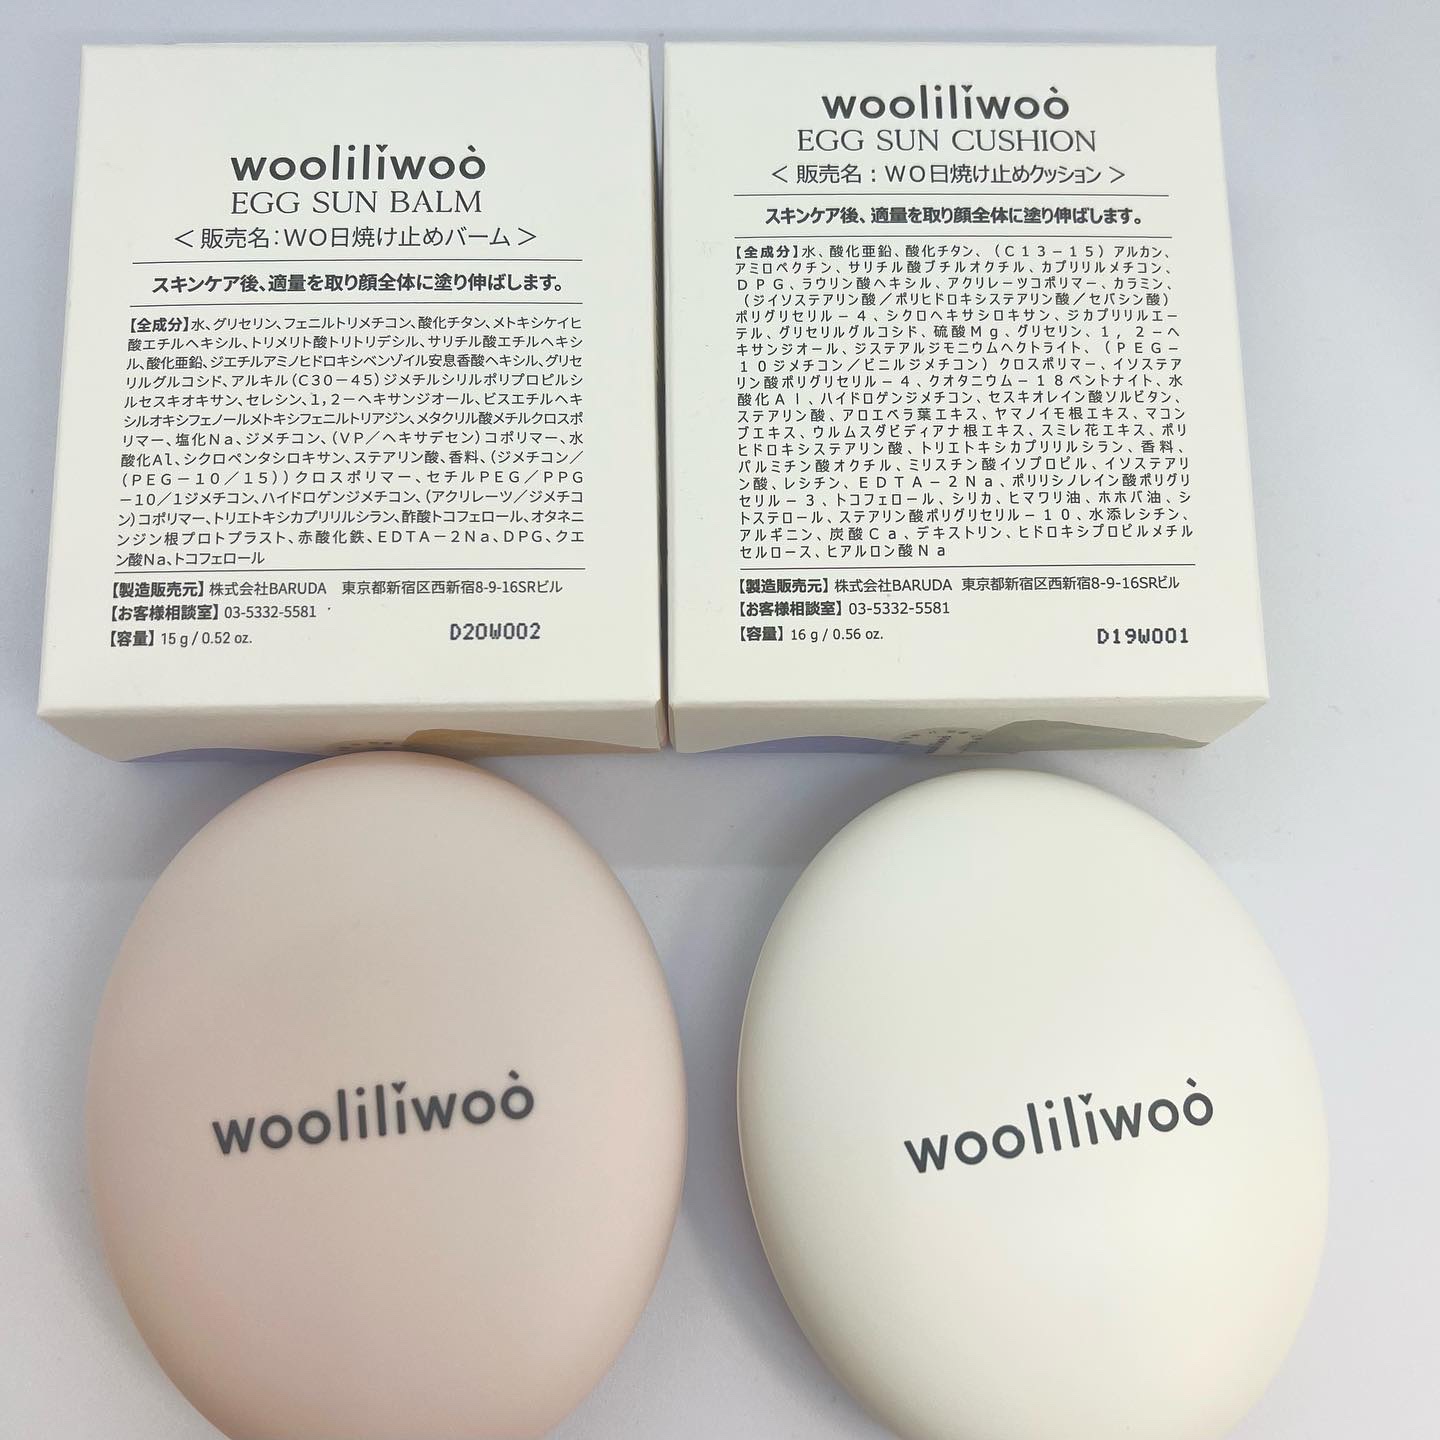 wooliliwoò
EGG SUN BALM
＜販売名：WO日焼け止めバーム＞
スキンケア後、適量を取り顔全体に塗り伸ばします。
【全成分】水、グリセリン、フェニルトリメチコン、酸化チタン、メトキシケイヒ
酸エチルヘキシル、トリメリト酸トリトリデシル、サリチル酸エチルヘキシ
ル、酸化亜鉛、ジエチルアミノヒドロキシベンゾイル安息香酸ヘキシル、グリセ
リルグルコシド、アルキル（C30－45）ジメチルシリルポリプロピルシ
ルセスキオキサン、セレシン、1,2－ヘキサンジオール、ビスエチルヘキ
シルオキシフェノールメトキシフェニルトリアジン、メタクリル酸メチルクロスポ
リマー、塩化Na、ジメチコン、（VP／ヘキサデセン）コポリマー、水
酸化Al、シクロペンタシロキサン、ステアリン酸、香料、（ジメチコン／
（PEG－10／15））クロスポリマー、セチルPEG／PPG
－10／1ジメチコン、ハイドロゲンジメチコン、（アクリレーツ／ジメチコ
ン）コポリマー、トリエトキシカプリリルシラン、酢酸トコフェロール、オタネニ
ンジン根プロトプラスト、赤酸化鉄、EDTA－2Na、DPG、クエ
ン酸Na、トコフェロール
【製造販売元】株式会社BARUDA　東京都新宿区西新宿8-9-16SRビル
【お客様相談室】03-5332-5581
【容量】15 g / 0.52 oz.
D20W002
wooliliwoò
EGG SUN CUSHION
＜販売名：WO日焼け止めクッション＞
スキンケア後、適量を取り顔全体に塗り伸ばします。
【全成分】水、酸化亜鉛、酸化チタン、（C13－15）アルカン、
アミロペクチン、サリチル酸ブチルオクチル、カプリリルメチコン、
DPG、ラウリン酸ヘキシル、アクリレーツコポリマー、カラミン、
（ジイソステアリン酸／ポリヒドロキシステアリン酸／セバシン酸）
ポリグリセリル－4、シクロヘキサシロキサン、ジカプリリルエー
テル、グリセリルグルコシド、硫酸Mg、グリセリン、1，2－ヘ
キサンジオール、ジステアルジモニウムヘクトライト、（PEG－
10ジメチコン／ビニルジメチコン）クロスポリマー、イソステア
リン酸ポリグリセリル－4、クオタニウム－18ベントナイト、水
酸化Al、ハイドロゲンジメチコン、セスキオレイン酸ソルビタン、
ステアリン酸、アロエベラ葉エキス、ヤマノイモ根エキス、マコン
ブエキス、ウルムスダビディアナ根エキス、スミレ花エキス、ポリ
ヒドロキシステアリン酸、トリエトキシカプリリルシラン、香料、
パルミチン酸オクチル、ミリスチン酸イソプロピル、イソステアリ
ン酸、レシチン、EDTA－2Na、ポリリシノレイン酸ポリグリ
セリル－3、トコフェロール、シリカ、ヒマワリ油、ホホバ油、シ
トステロール、ステアリン酸ポリグリセリル－10、水添レシチン、
アルギニン、炭酸Ca、デキストリン、ヒドロキシプロピルメチル
セルロース、ヒアルロン酸Na
【製造販売元】株式会社BARUDA　東京都新宿区西新宿8-9-16SRビル
【お客様相談室】03-5332-5581
【容量】16 g / 0.56 oz.
D19W001
wooliliwoò
wooliliwoò